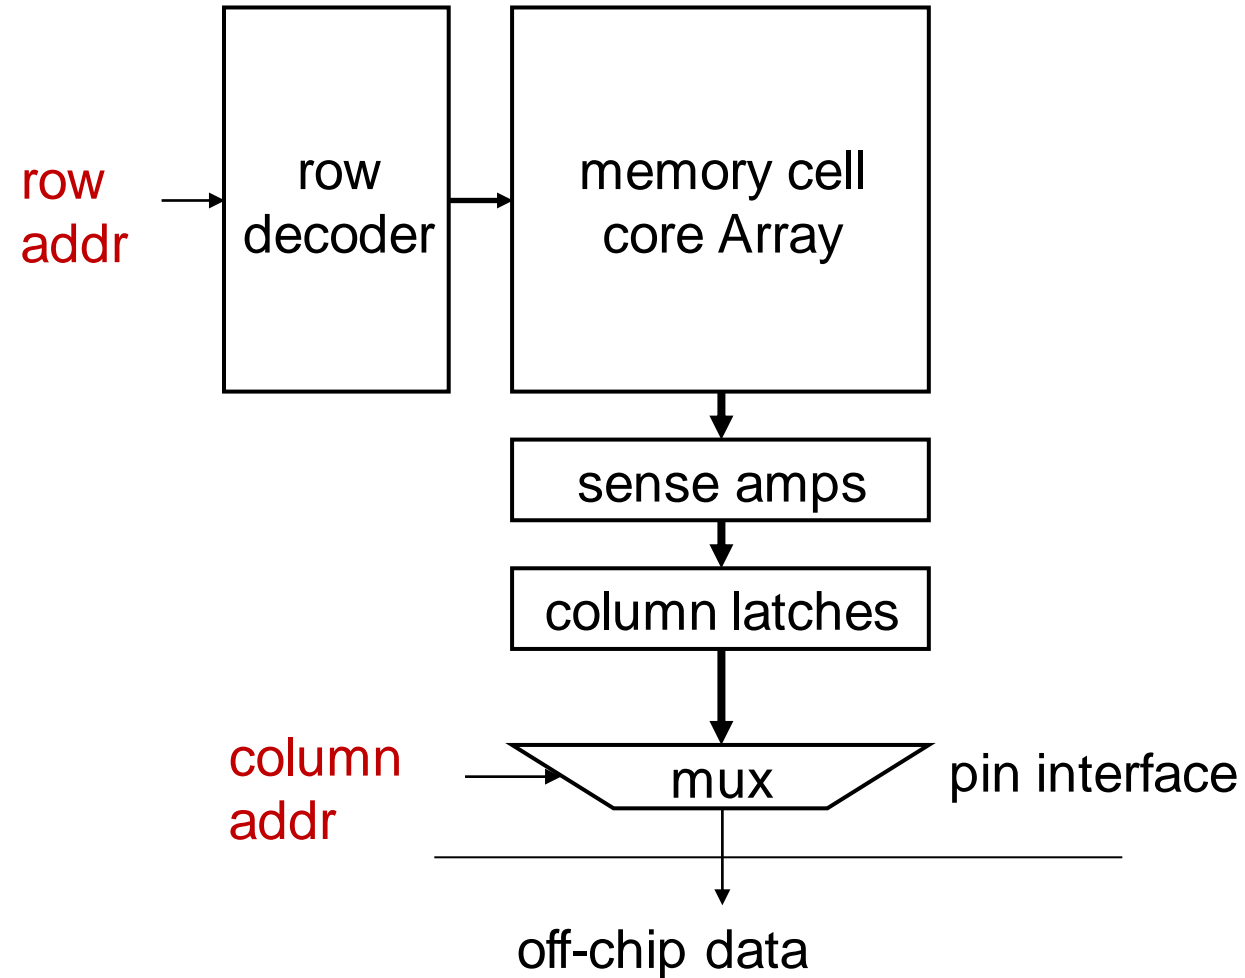 row
addr
row
decoder
memory cell
core Array
sense amps
column latches
column
addr
mux
pin interface
off-chip data